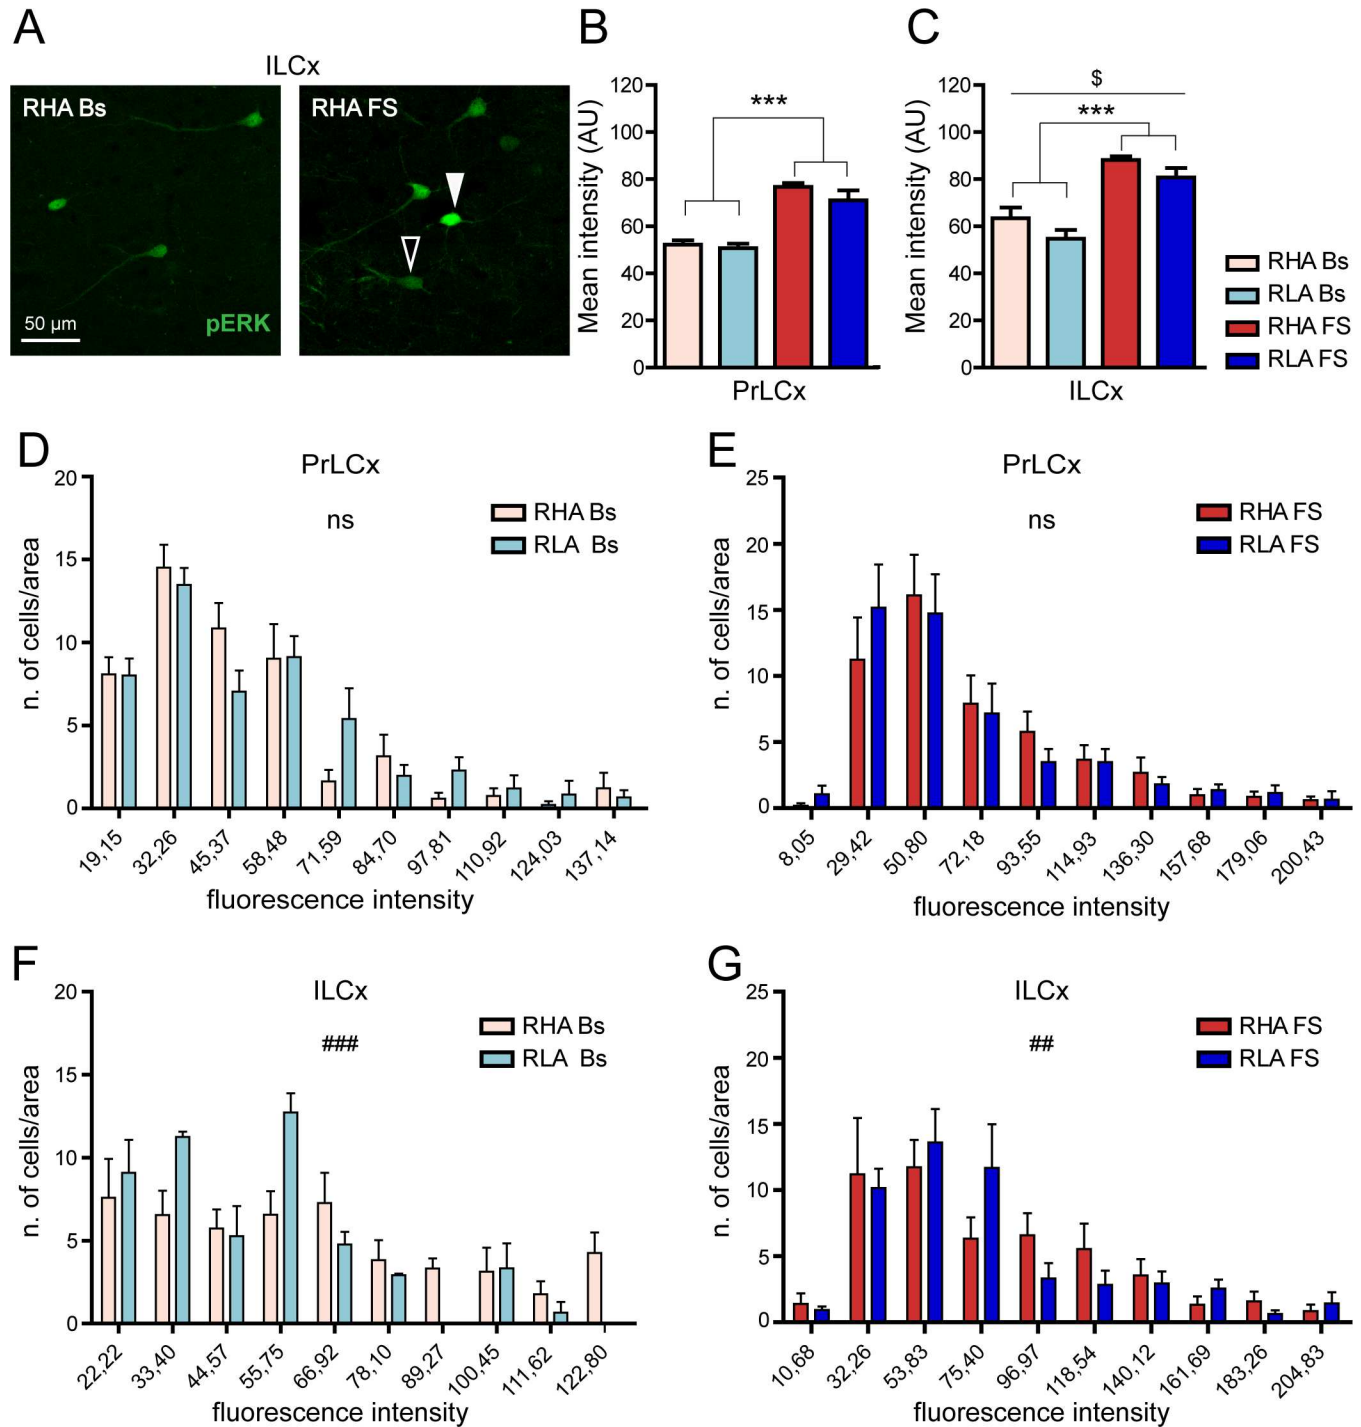 A
ILCx
RHA Bs
50 µm
pERK
RHA FS
B
Mean intensity (AU)
120
100
80
60
40
20
0
***
PrLCx
C
Mean intensity (AU)
120
100
80
60
40
20
0
$
***
ILCx
RHA Bs
RLA Bs
RHA FS
RLA FS
D
PrLCx
ns
RHA Bs
RLA Bs
n. of cells/area
20
15
10
5
0
19,15 32,26 45,37 58,48 71,59 84,70 97,81 110,92 124,03 137,14
fluorescence intensity
E
PrLCx
ns
RHA FS
RLA FS
n. of cells/area
25
20
15
10
5
0
8,05 29,42 50,80 72,18 93,55 114,93 136,30 157,68 179,06 200,43
fluorescence intensity
F
ILCx
###
RHA Bs
RLA Bs
n. of cells/area
20
15
10
5
0
22,22 33,40 44,57 55,75 66,92 78,10 89,27 100,45 111,62 122,80
fluorescence intensity
G
ILCx
##
RHA FS
RLA FS
n. of cells/area
25
20
15
10
5
0
10,68 32,26 53,83 75,40 96,97 118,54 140,12 161,69 183,26 204,83
fluorescence intensity